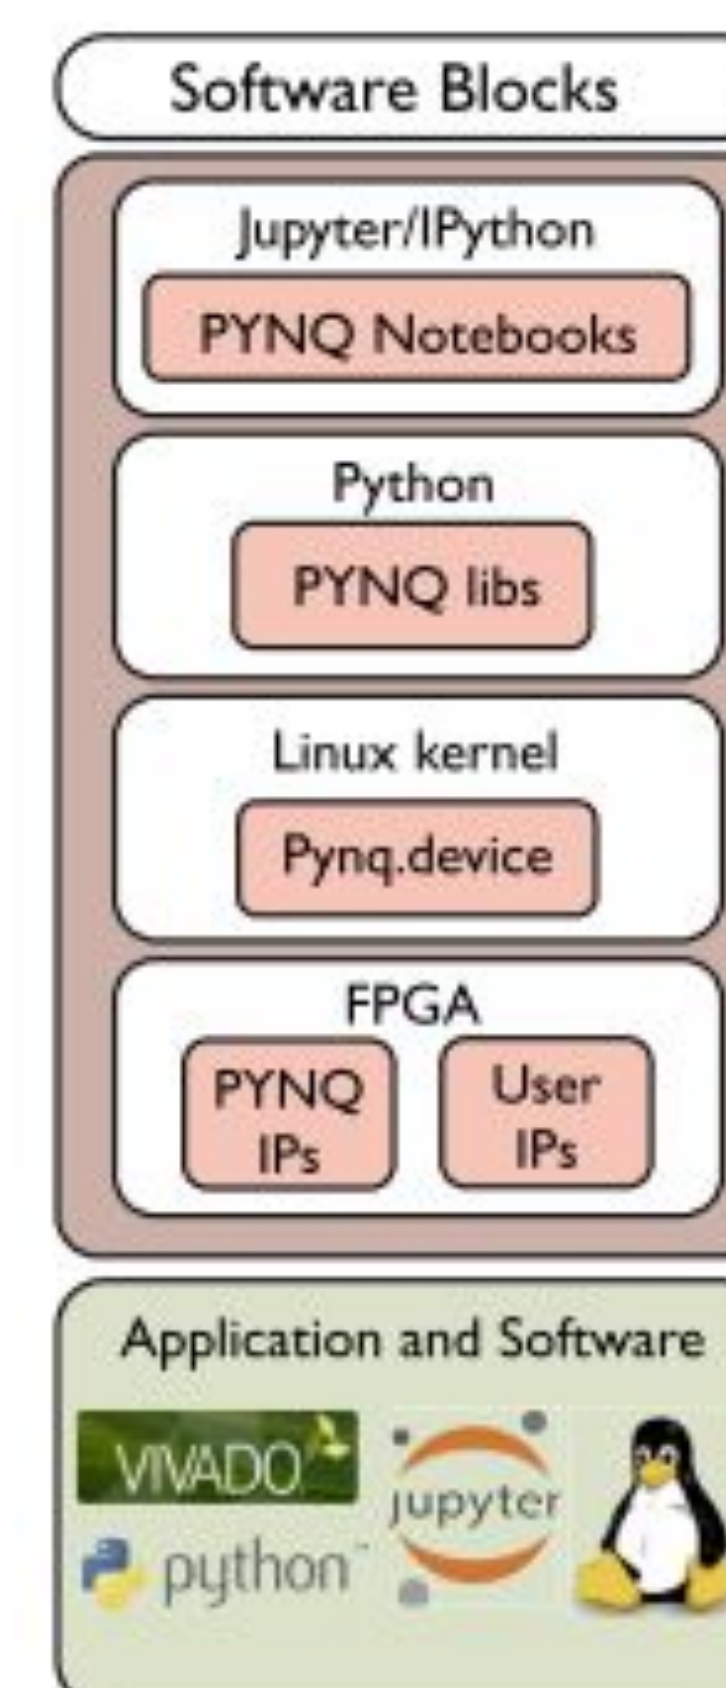 Software Blocks
Jupyter/IPython
PYNQ Notebooks
Python
PYNQ libs
Linux kernel
Pynq.device
FPGA
PYNQ
IPs
User
IPs
Application and Software
VIVADO
jupyter
python